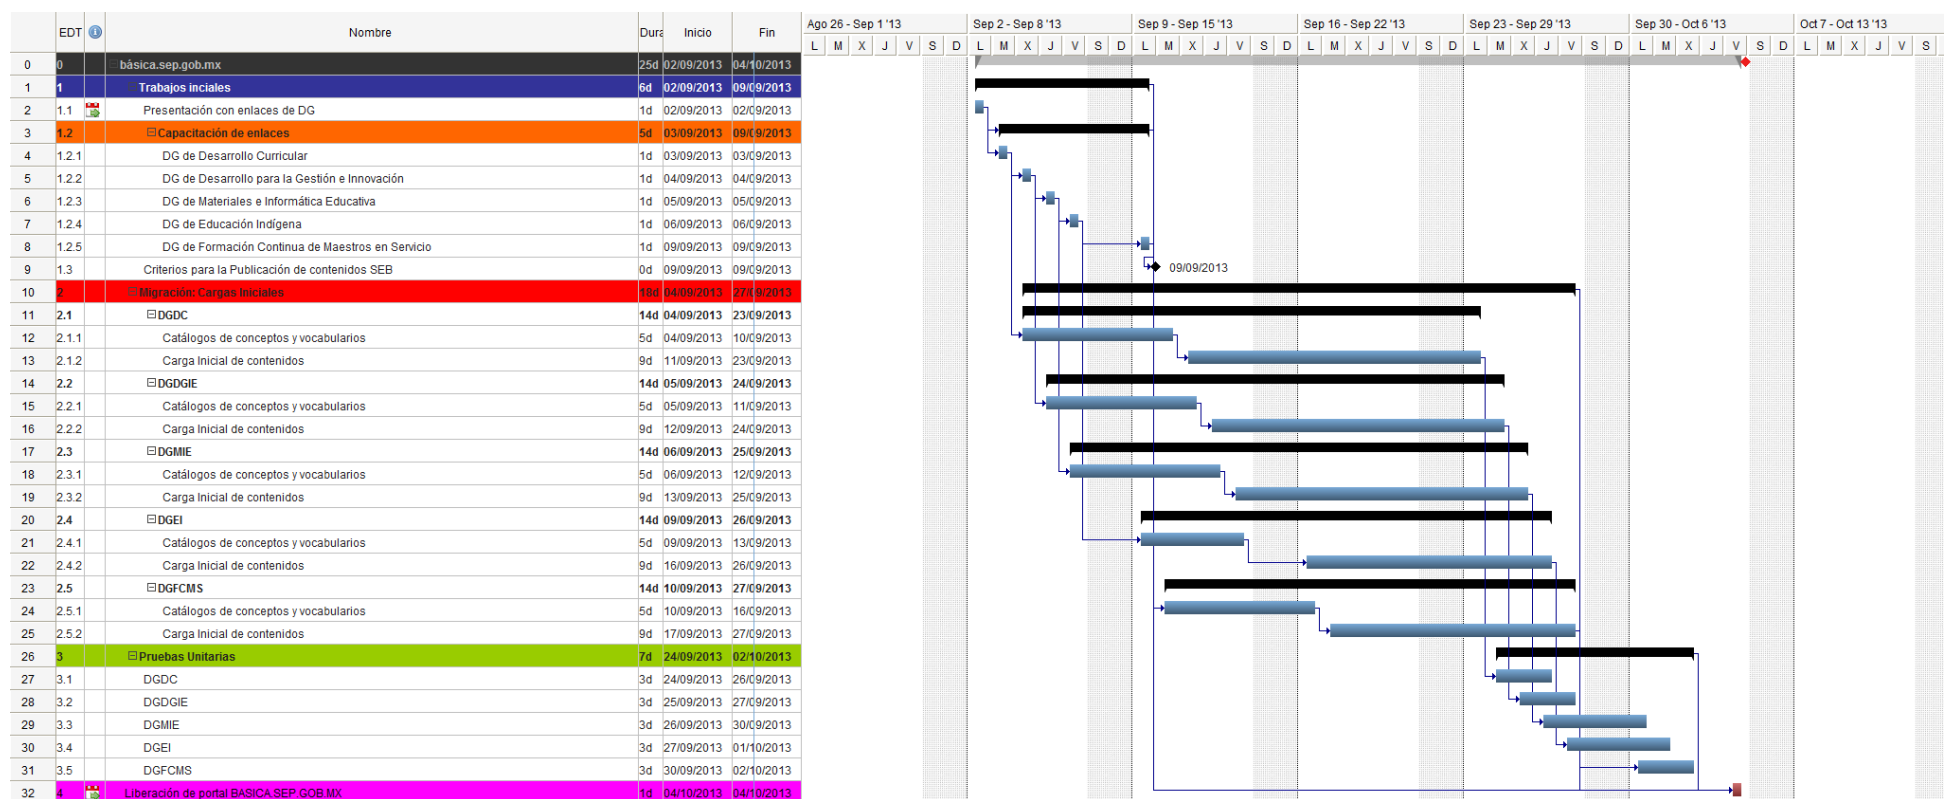 EDT Nombre Dura Inicio Fin
Ago 26 - Sep 1 '13 Sep 2 - Sep 8 '13 Sep 9 - Sep 15 '13 Sep 16 - Sep 22 '13 Sep 23 - Sep 29 '13 Sep 30 - Oct 6 '13 Oct 7 - Oct 13 '13
L M X J V S D L M X J V S D L M X J V S D L M X J V S D L M X J V S D L M X J V S D L M X J V S
0 0 básica.sep.gob.mx 25d 02/09/2013 04/10/2013
1 1 Trabajos inciales 6d 02/09/2013 09/09/2013
2 1.1 Presentación con enlaces de DG 1d 02/09/2013 02/09/2013
3 1.2 Capacitación de enlaces 5d 03/09/2013 09/09/2013
4 1.2.1 DG de Desarrollo Curricular 1d 03/09/2013 03/09/2013
5 1.2.2 DG de Desarrollo para la Gestión e Innovación 1d 04/09/2013 04/09/2013
6 1.2.3 DG de Materiales e Informática Educativa 1d 05/09/2013 05/09/2013
7 1.2.4 DG de Educación Indígena 1d 06/09/2013 06/09/2013
8 1.2.5 DG de Formación Continua de Maestros en Servicio 1d 09/09/2013 09/09/2013
9 1.3 Criterios para la Publicación de contenidos SEB 0d 09/09/2013 09/09/2013 09/09/2013
10 2 Migración: Cargas Iniciales 18d 04/09/2013 27/09/2013
11 2.1 DGDC 14d 04/09/2013 23/09/2013
12 2.1.1 Catálogos de conceptos y vocabularios 5d 04/09/2013 10/09/2013
13 2.1.2 Carga Inicial de contenidos 9d 11/09/2013 23/09/2013
14 2.2 DGDGIE 14d 05/09/2013 24/09/2013
15 2.2.1 Catálogos de conceptos y vocabularios 5d 05/09/2013 11/09/2013
16 2.2.2 Carga Inicial de contenidos 9d 12/09/2013 24/09/2013
17 2.3 DGMIE 14d 06/09/2013 25/09/2013
18 2.3.1 Catálogos de conceptos y vocabularios 5d 06/09/2013 12/09/2013
19 2.3.2 Carga Inicial de contenidos 9d 13/09/2013 25/09/2013
20 2.4 DGEI 14d 09/09/2013 26/09/2013
21 2.4.1 Catálogos de conceptos y vocabularios 5d 09/09/2013 13/09/2013
22 2.4.2 Carga Inicial de contenidos 9d 16/09/2013 26/09/2013
23 2.5 DGFCMS 14d 10/09/2013 27/09/2013
24 2.5.1 Catálogos de conceptos y vocabularios 5d 10/09/2013 16/09/2013
25 2.5.2 Carga Inicial de contenidos 9d 17/09/2013 27/09/2013
26 3 Pruebas Unitarias 7d 24/09/2013 02/10/2013
27 3.1 DGDC 3d 24/09/2013 26/09/2013
28 3.2 DGDGIE 3d 25/09/2013 27/09/2013
29 3.3 DGMIE 3d 26/09/2013 30/09/2013
30 3.4 DGEI 3d 27/09/2013 01/10/2013
31 3.5 DGFCMS 3d 30/09/2013 02/10/2013
32 4 Liberación de portal BASICA.SEP.GOB.MX 1d 04/10/2013 04/10/2013